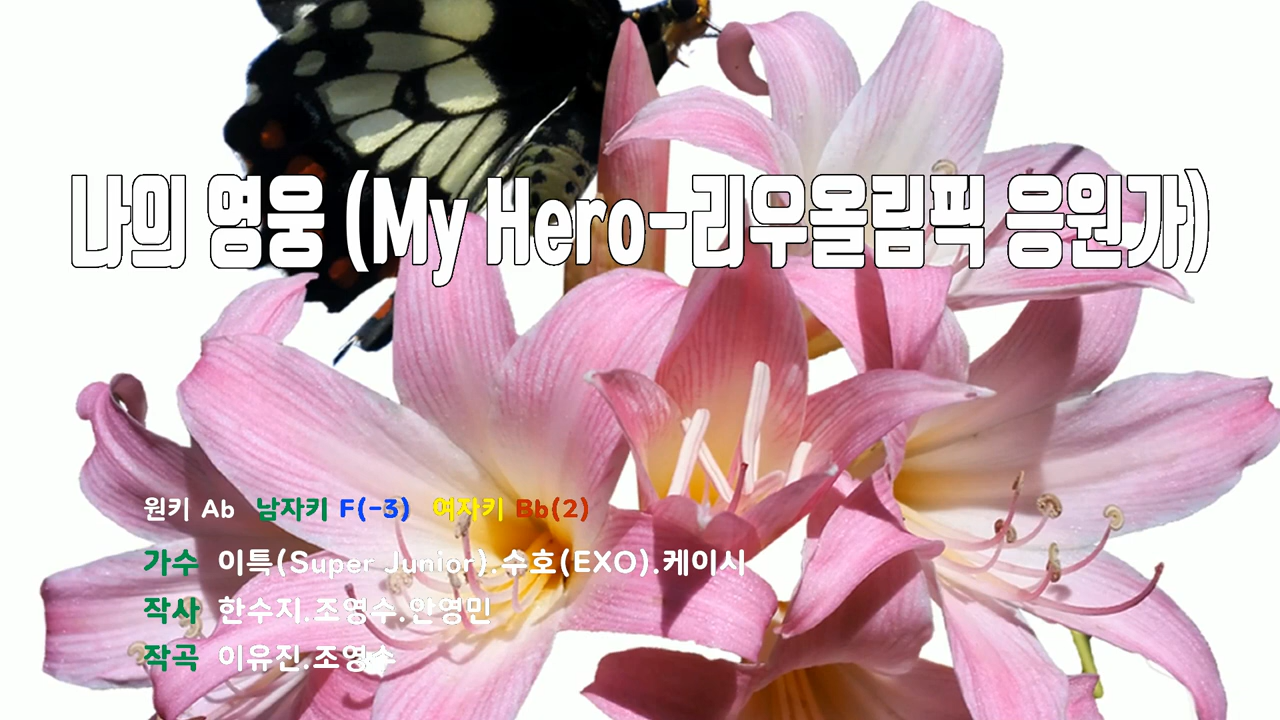 나의 영웅 (My Hero-리우올림픽 응원가)
원키 Ab 남자키 F(-3) 여자키 Bb(2)
가수 이특(Super Junior).수호(EXO).케이시
작사 한수지.조영수.안영민
작곡 이유진.조영수